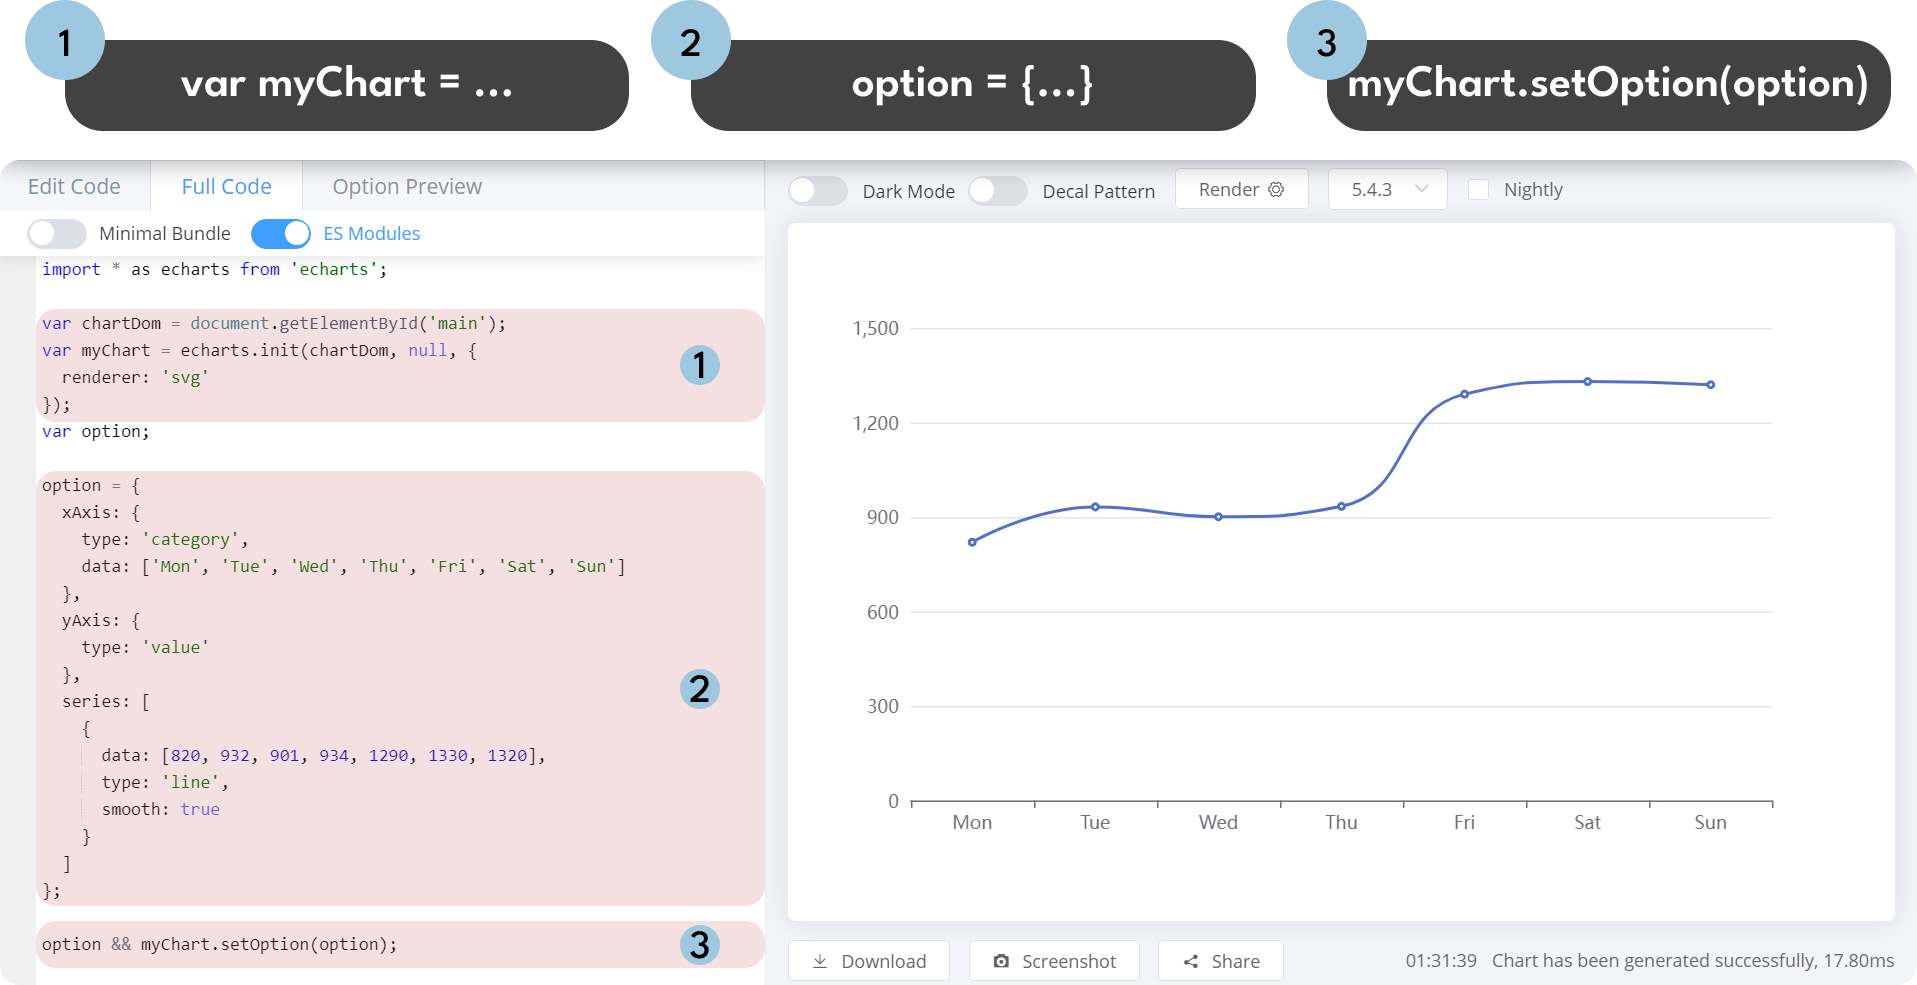 1
var myChart = ...
2
option = {...}
3
myChart.setOption(option)
Edit Code
Full Code
Option Preview
Minimal Bundle
ES Modules
import * as echarts from 'echarts';
var chartDom = document.getElementById('main');
var myChart = echarts.init(chartDom, null, {
  renderer: 'svg'
});
1
var option;
option = {
  xAxis: {
    type: 'category',
    data: ['Mon', 'Tue', 'Wed', 'Thu', 'Fri', 'Sat', 'Sun']
  },
  yAxis: {
    type: 'value'
  },
  series: [
    {
      data: [820, 932, 901, 934, 1290, 1330, 1320],
      type: 'line',
      smooth: true
    }
  ]
};
2
option && myChart.setOption(option);
3
Dark Mode
Decal Pattern
Render
5.4.3
Nightly
1,500
1,200
900
600
300
0
Mon Tue Wed Thu Fri Sat Sun
Download
Screenshot
Share
01:31:39 Chart has been generated successfully, 17.80ms